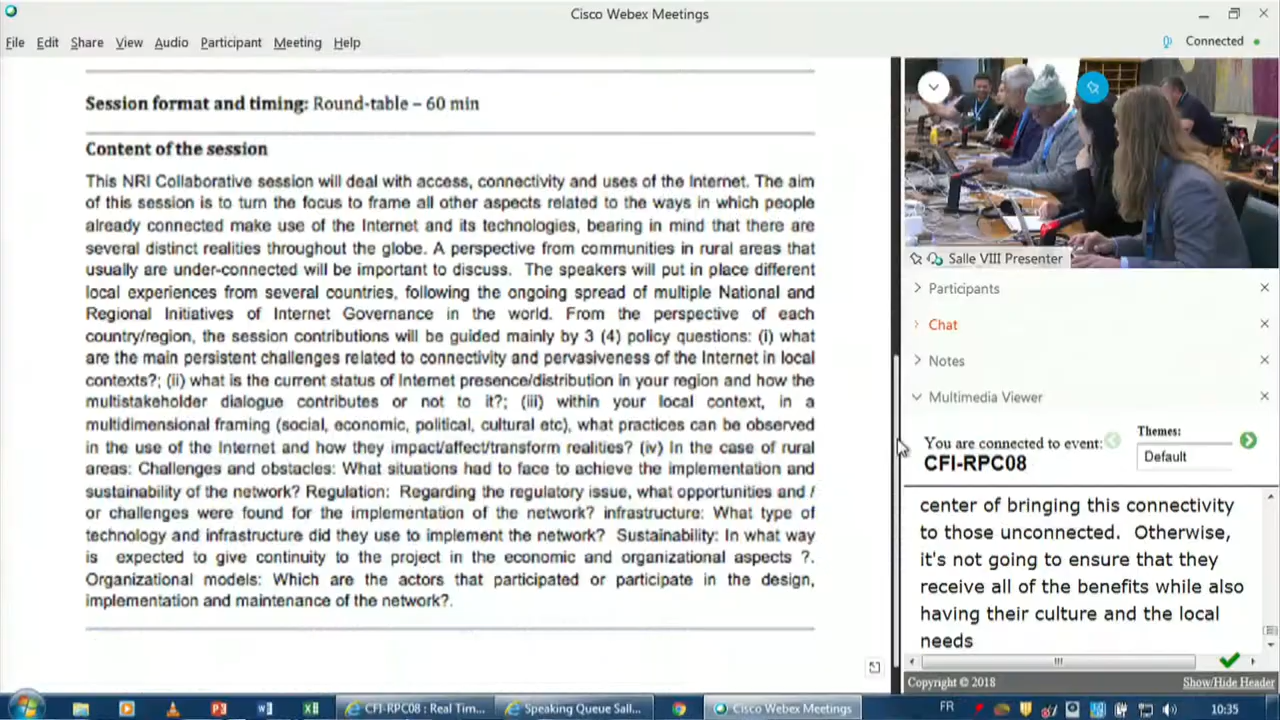 Cisco Webex Meetings
File Edit Share View Audio Participant Meeting Help
Connected
Session format and timing: Round-table – 60 min
Content of the session
This NRI Collaborative session will deal with access, connectivity and uses of the Internet. The aim
of this session is to turn the focus to frame all other aspects related to the ways in which people
already connected make use of the Internet and its technologies, bearing in mind that there are
several distinct realities throughout the globe. A perspective from communities in rural areas that
usually are under-connected will be important to discuss. The speakers will put in place different
local experiences from several countries, following the ongoing spread of multiple National and
Regional Initiatives of Internet Governance in the world. From the perspective of each
country/region, the session contributions will be guided mainly by 3 (4) policy questions: (i) what
are the main persistent challenges related to connectivity and pervasiveness of the Internet in local
contexts?; (ii) what is the current status of Internet presence/distribution in your region and how the
multistakeholder dialogue contributes or not to it?; (iii) within your local context, in a
multidimensional framing (social, economic, political, cultural etc), what practices can be observed
in the use of the Internet and how they impact/affect/transform realities? (iv) In the case of rural
areas: Challenges and obstacles: What situations had to face to achieve the implementation and
sustainability of the network? Regulation: Regarding the regulatory issue, what opportunities and /
or challenges were found for the implementation of the network? infrastructure: What type of
technology and infrastructure did they use to implement the network? Sustainability: In what way
is expected to give continuity to the project in the economic and organizational aspects ?.
Organizational models: Which are the actors that participated or participate in the design,
implementation and maintenance of the network?.
Salle VIII Presenter
Participants
Chat
Notes
Multimedia Viewer
You are connected to event:
CFI-RPC08
Themes:
Default
center of bringing this connectivity
to those unconnected. Otherwise,
it's not going to ensure that they
receive all of the benefits while also
having their culture and the local
needs
Copyright © 2018
Show/Hide Header
CFI-RPC08 : Real Tim...
Speaking Queue Sall...
Cisco Webex Meetings
FR
10:35